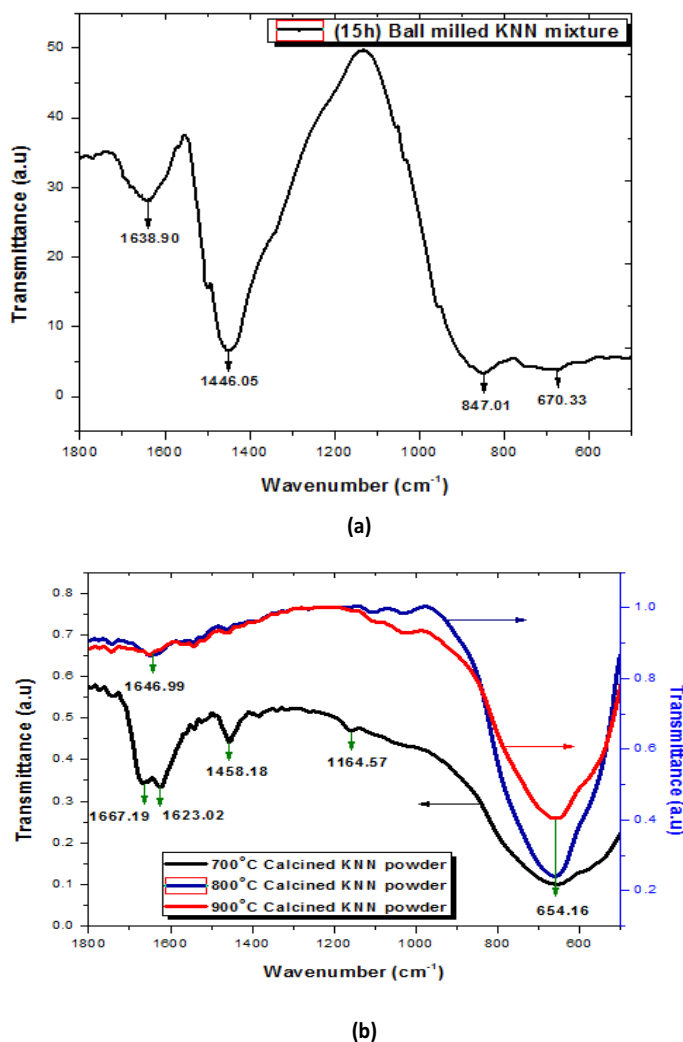 (15h) Ball milled KNN mixture
Transmittance (a.u)
50
40
30
20
10
0
1638.90
1446.05
847.01
670.33
1800 1600 1400 1200 1000 800 600
Wavenumber (cm⁻¹)
(a)
Transmittance (a.u)
0.8
0.7
0.6
0.5
0.4
0.3
0.2
0.1
0.0
1.0
0.8
0.6
0.4
0.2
Transmittance (a.u)
1646.99
1458.18
1164.57
1667.19
1623.02
654.16
700°C Calcined KNN powder
800°C Calcined KNN powder
900°C Calcined KNN powder
1800 1600 1400 1200 1000 800 600
Wavenumber (cm⁻¹)
(b)